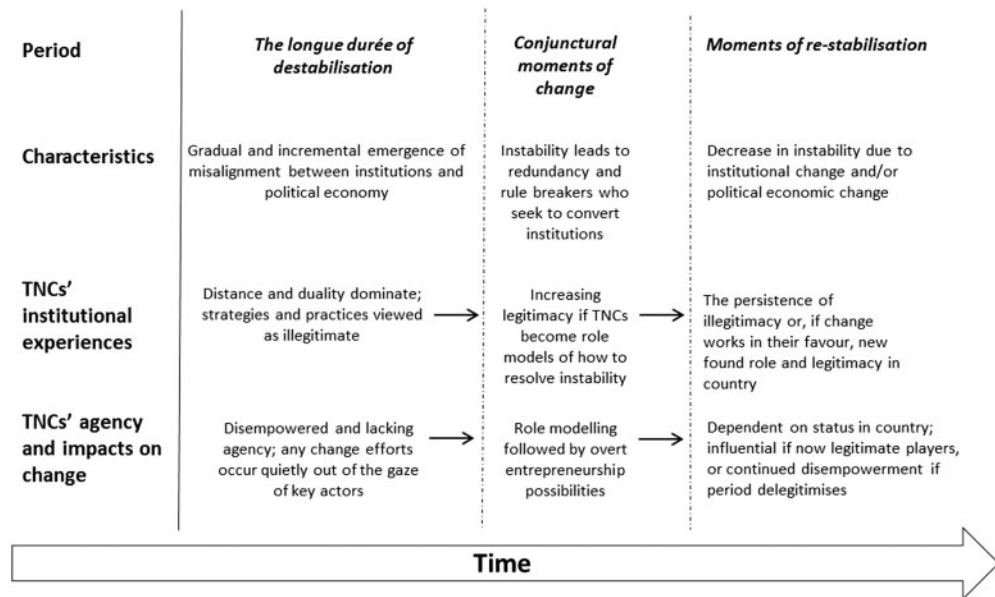 Period
The longue durée of
destabilisation
Conjunctural
moments of
change
Moments of re-stabilisation
Characteristics
Gradual and incremental emergence of
misalignment between institutions and
political economy
Instability leads to
redundancy and
rule breakers who
seek to convert
institutions
Decrease in instability due to
institutional change and/or
political economic change
TNCs'
institutional
experiences
Distance and duality dominate;
strategies and practices viewed
as illegitimate
Increasing
legitimacy if TNCs
become role
models of how to
resolve instability
The persistence of
illegitimacy or, if change
works in their favour, new
found role and legitimacy in
country
TNCs' agency
and impacts on
change
Disempowered and lacking
agency; any change efforts
occur quietly out of the gaze
of key actors
Role modelling
followed by overt
entrepreneurship
possibilities
Dependent on status in country;
influential if now legitimate players,
or continued disempowerment if
period delegitimises
Time